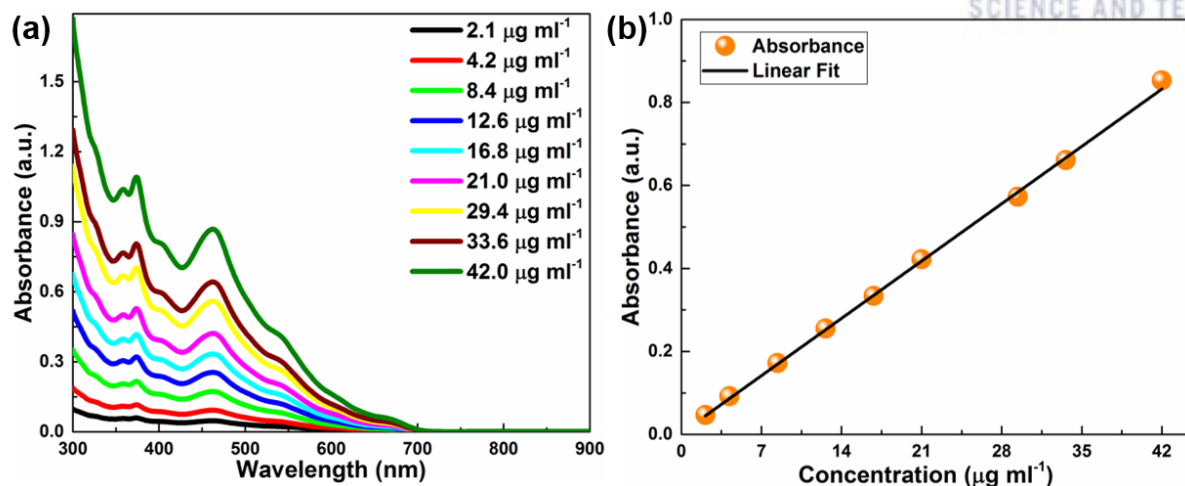 (a)
2.1 μg ml-1
4.2 μg ml-1
8.4 μg ml-1
12.6 μg ml-1
16.8 μg ml-1
21.0 μg ml-1
29.4 μg ml-1
33.6 μg ml-1
42.0 μg ml-1
Absorbance (a.u.)
1.5
1.2
0.9
0.6
0.3
0.0
300 400 500 600 700 800 900
Wavelength (nm)
SCIENCE AND
(b)
Absorbance
Linear Fit
Absorbance (a.u.)
1.0
0.8
0.6
0.4
0.2
0.0
0 7 14 21 28 35 42
Concentration (μg ml-1)